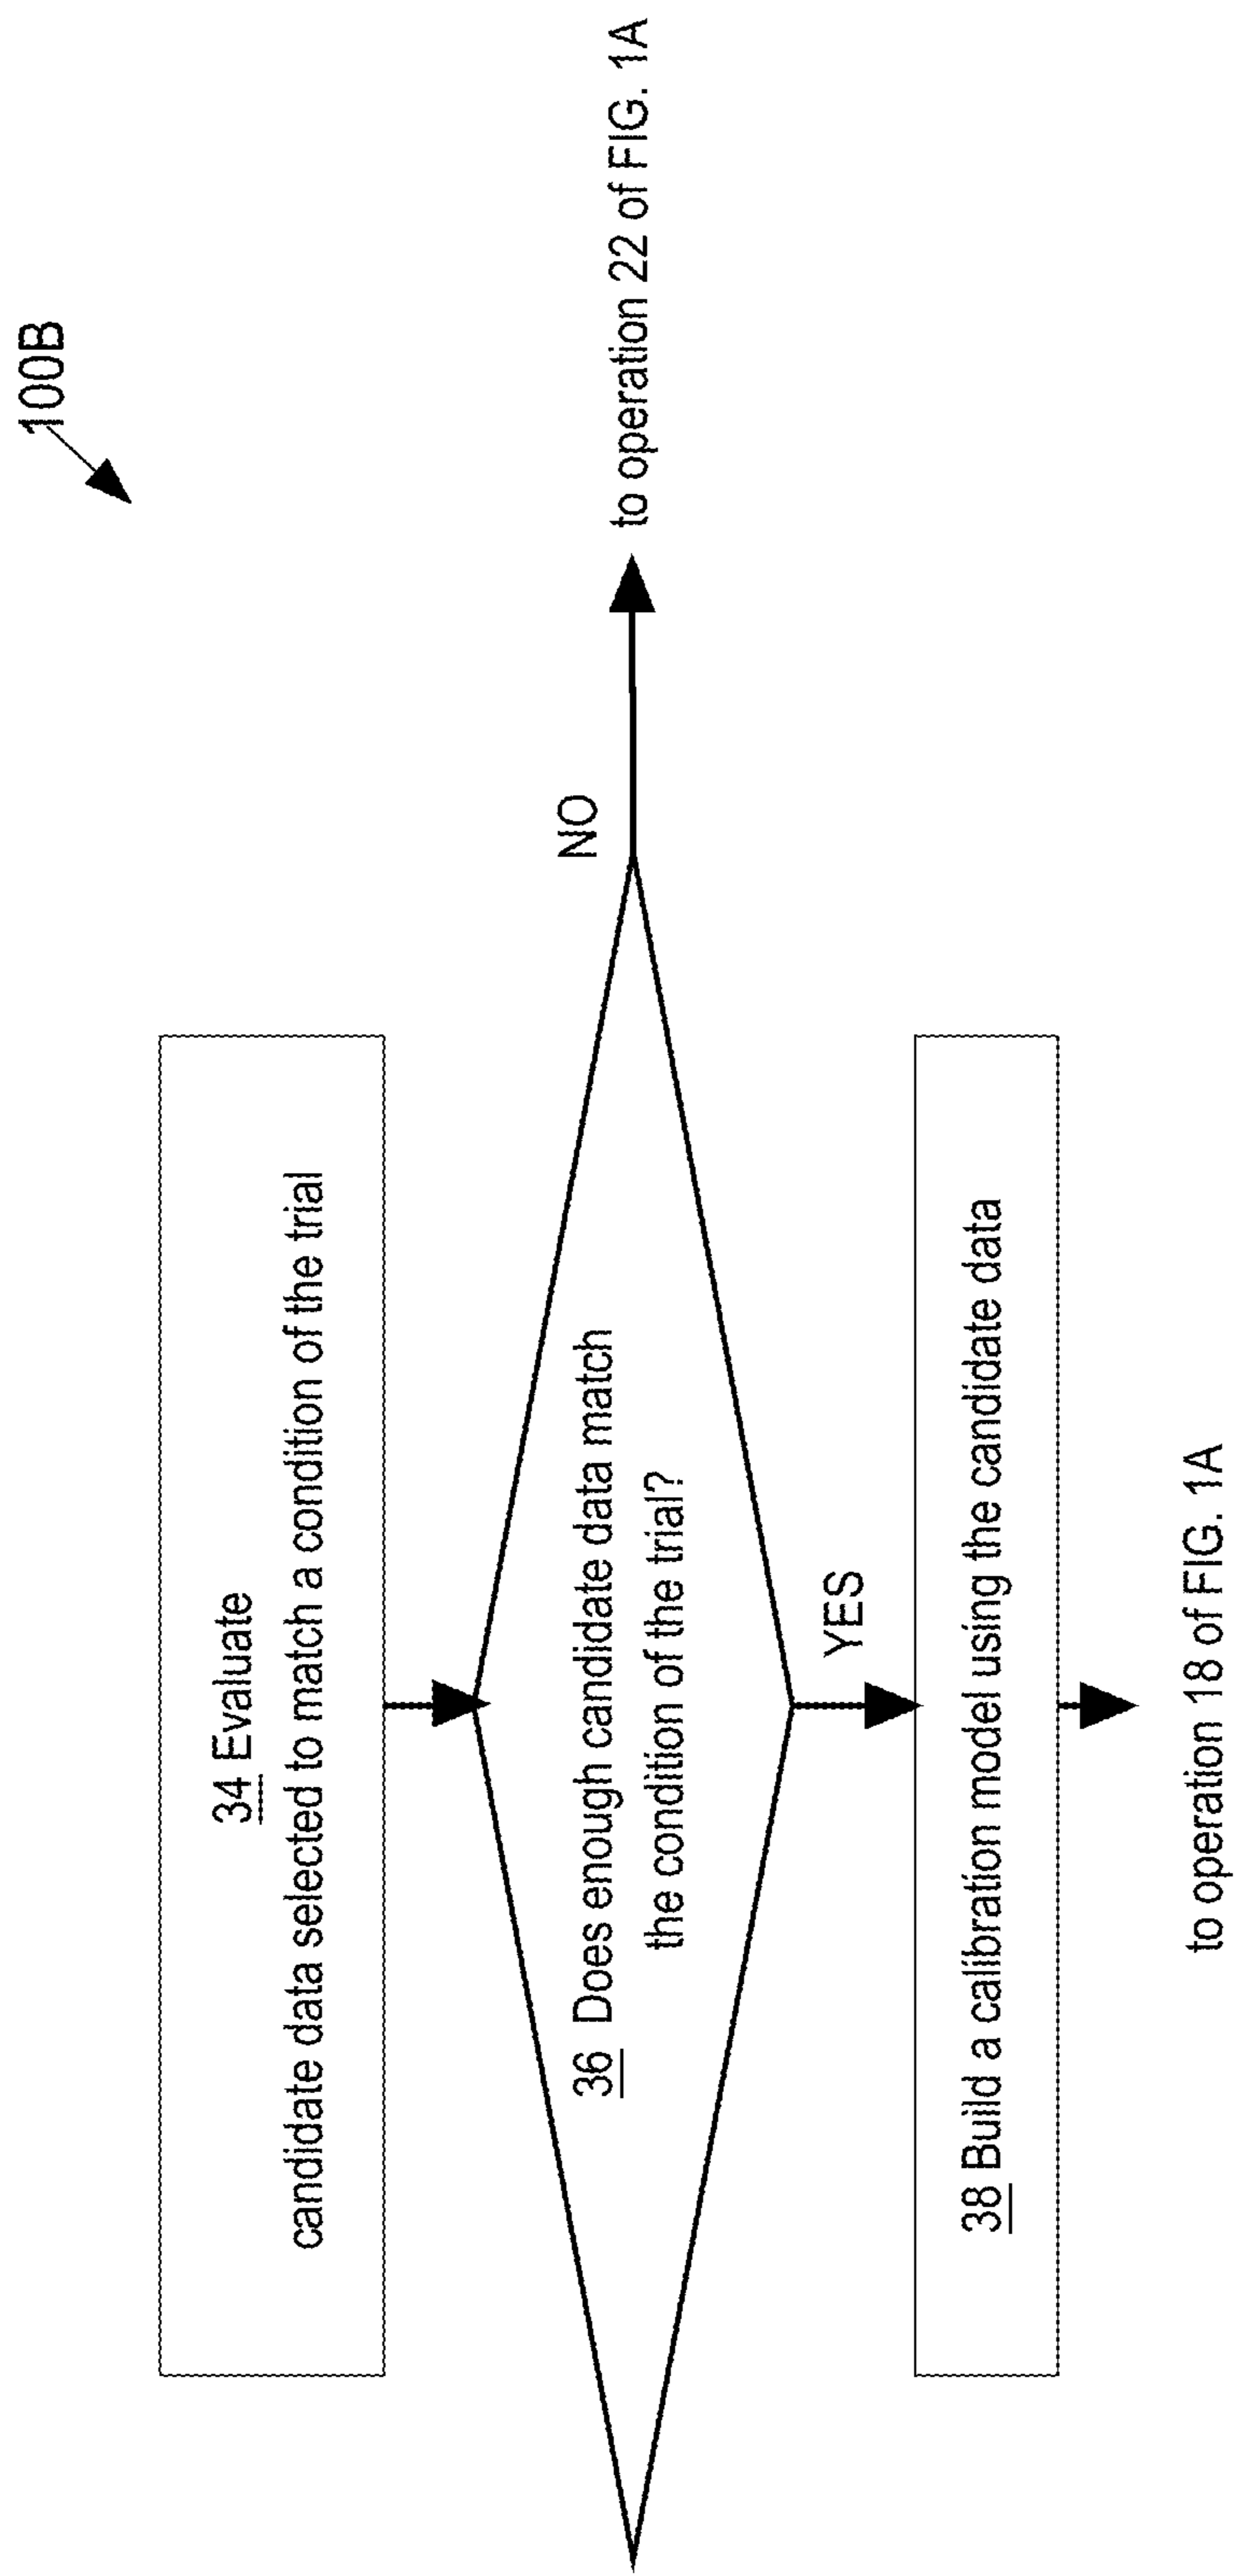 100B
34 Evaluate
candidate data selected to match a condition of the trial
36 Does enough candidate data match
the condition of the trial?
NO
to operation 22 of FIG. 1A
YES
38 Build a calibration model using the candidate data
to operation 18 of FIG. 1A